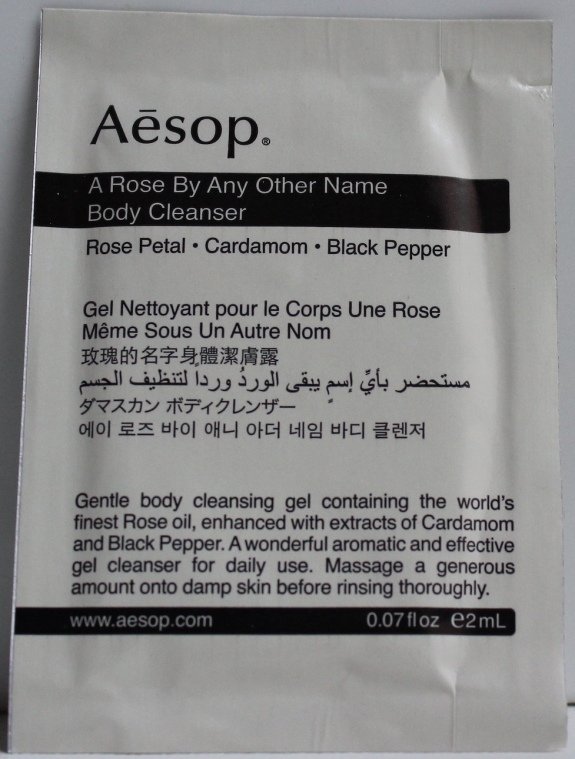 Aēsop®
A Rose By Any Other Name
Body Cleanser
Rose Petal • Cardamom • Black Pepper
Gel Nettoyant pour le Corps Une Rose
Même Sous Un Autre Nom
玫瑰的名字身體潔膚露
مستحضر بأيِّ إسمٍ يبقى الوردُ وردا لتنظيف الجسم
ダマスカン ボディクレンザー
에이 로즈 바이 애니 아더 네임 바디 클렌저
Gentle body cleansing gel containing the world's
finest Rose oil, enhanced with extracts of Cardamom
and Black Pepper. A wonderful aromatic and effective
gel cleanser for daily use. Massage a generous
amount onto damp skin before rinsing thoroughly.
www.aesop.com 0.07 fl oz ℮2 mL